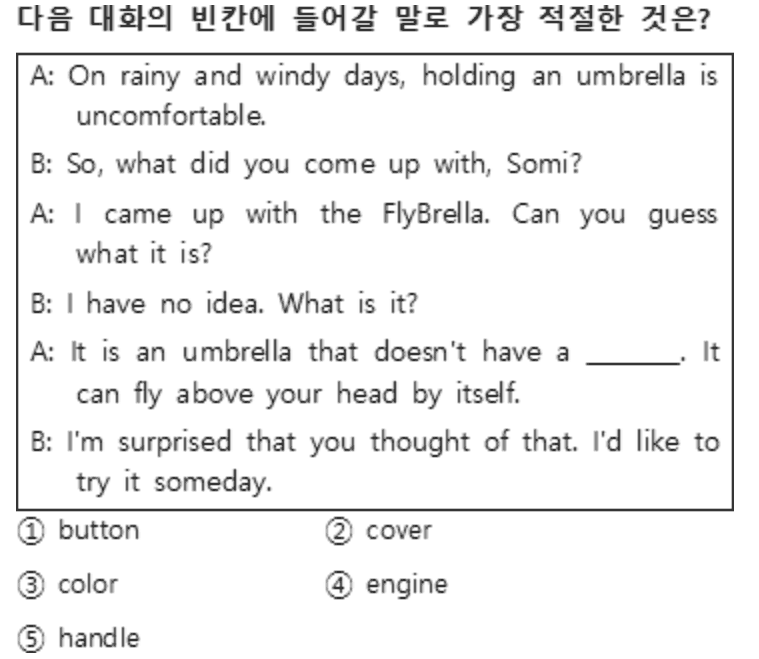 다음 대화의 빈칸에 들어갈 말로 가장 적절한 것은?
A: On rainy and windy days, holding an umbrella is
uncomfortable.
B: So, what did you come up with, Somi?
A: I came up with the FlyBrella. Can you guess
what it is?
B: I have no idea. What is it?
A: It is an umbrella that doesn't have a _______. It
can fly above your head by itself.
B: I'm surprised that you thought of that. I'd like to
try it someday.
① button ② cover
③ color ④ engine
⑤ handle